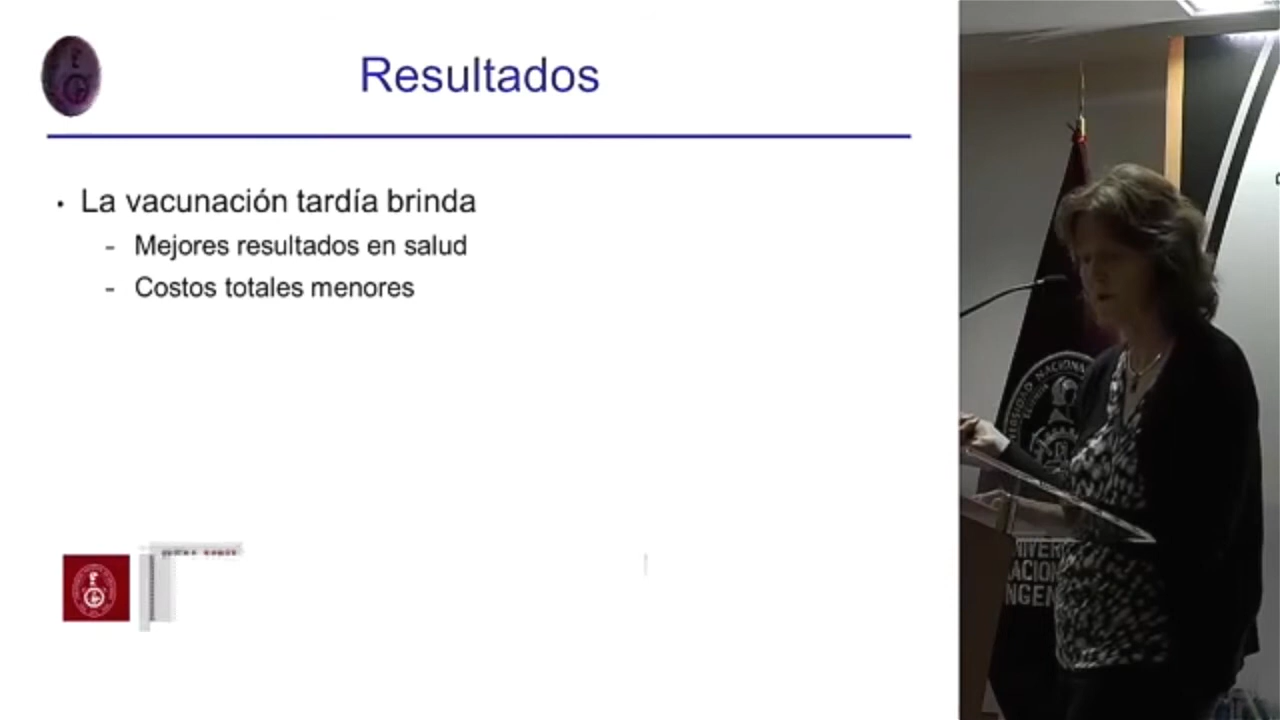 Resultados
• La vacunación tardía brinda
- Mejores resultados en salud
- Costos totales menores